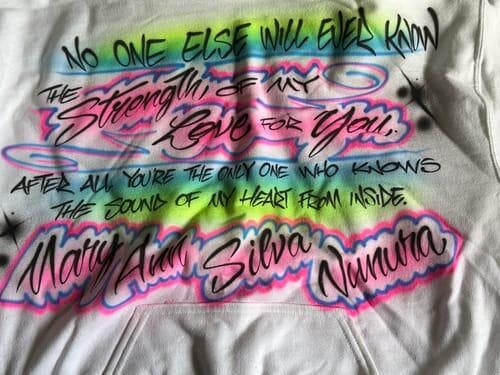 NO ONE ELSE WILL EVER KNOW
THE Strength, OF MY
Love FOR You,.
AFTER ALL YOU'RE THE ONLY ONE WHO KNOWS
THE SOUND OF MY HEART FROM INSIDE.
Mary Ann Silva Nunura